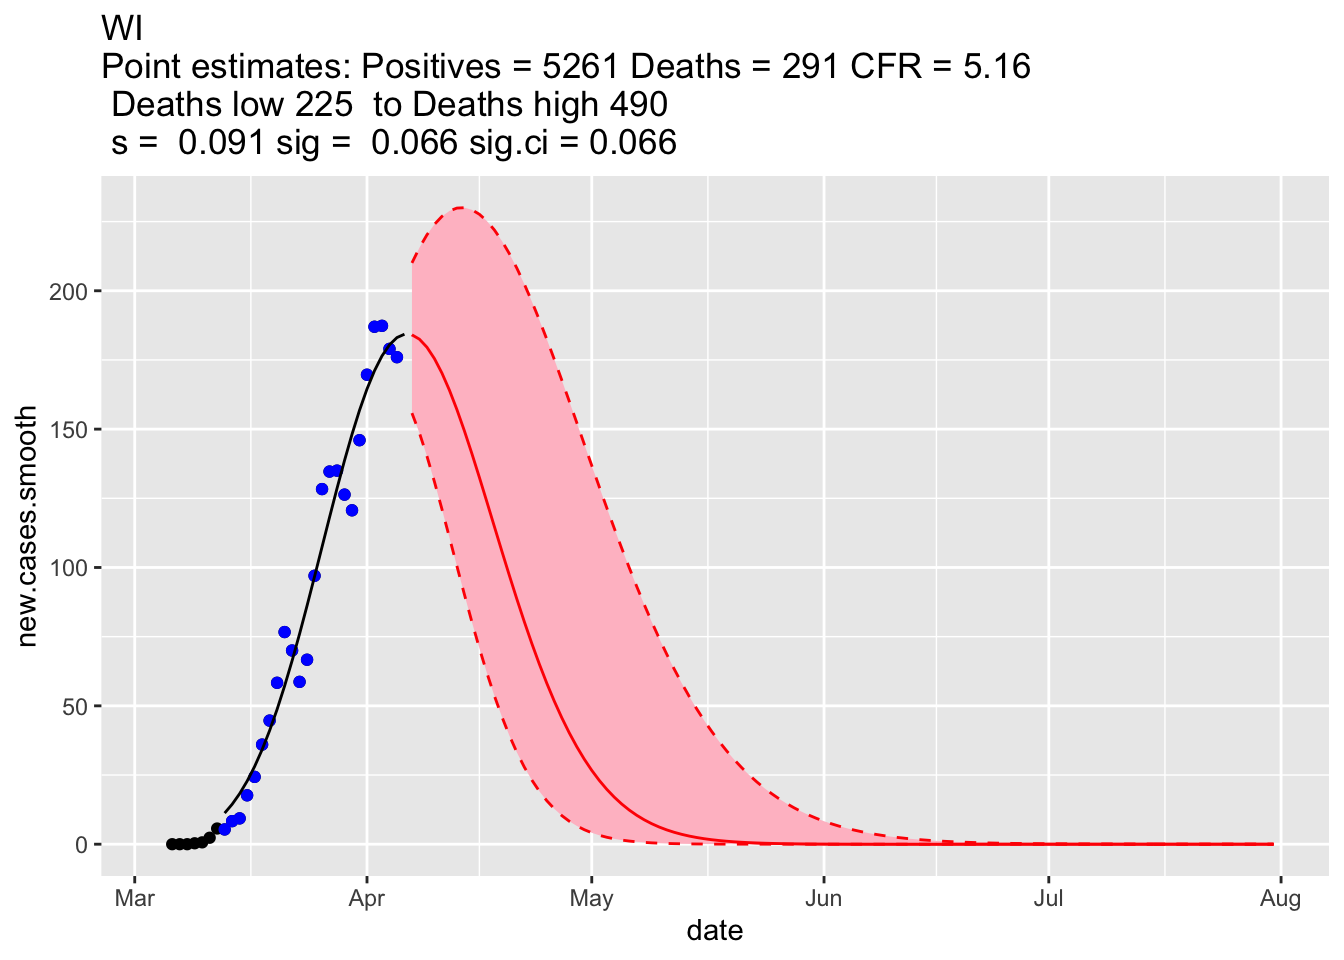 WI
Point estimates: Positives = 5261 Deaths = 291 CFR = 5.16
Deaths low 225  to Deaths high 490
s =  0.091 sig =  0.066 sig.ci = 0.066
new.cases.smooth
200
150
100
50
0
Mar Apr May Jun Jul Aug
date